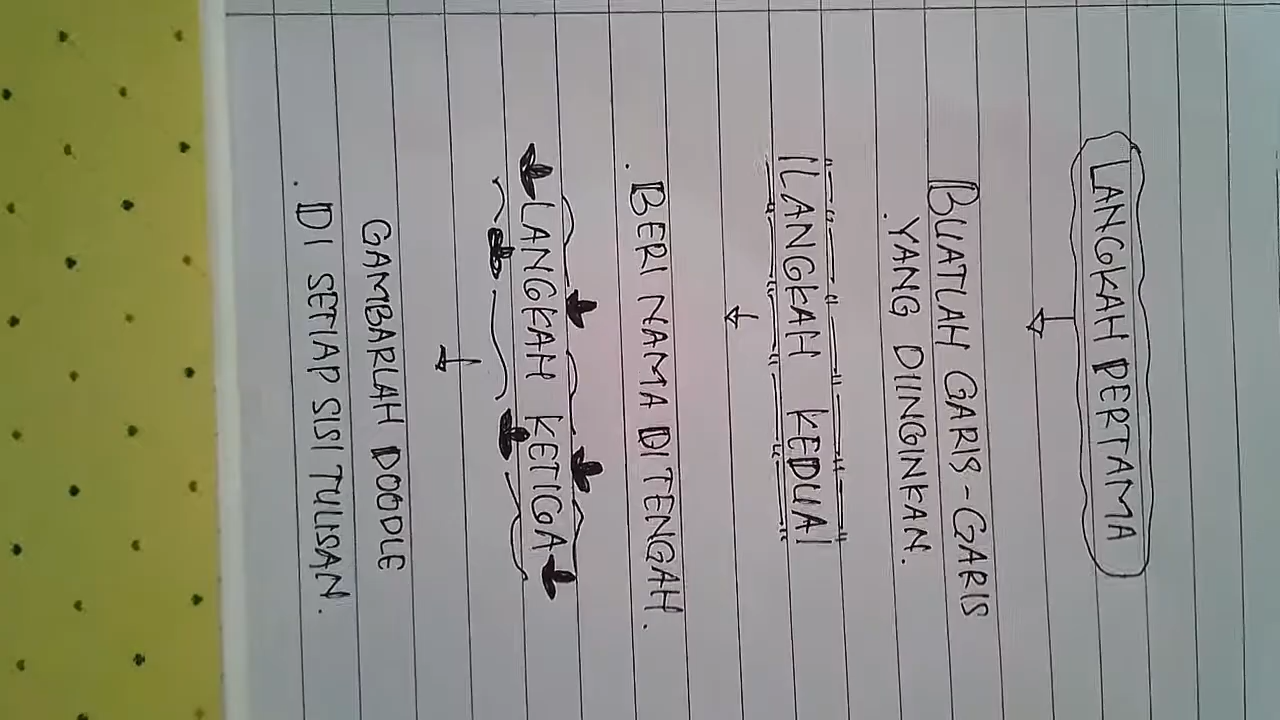 LANGKAH PERTAMA
BUATLAH GARIS-GARIS
YANG DIINGINKAN.
LANGKAH KEDUA
BERI NAMA DI TENGAH.
LANGKAH KETIGA
GAMBARLAH DOODLE
DI SETIAP SISI TULISAN.